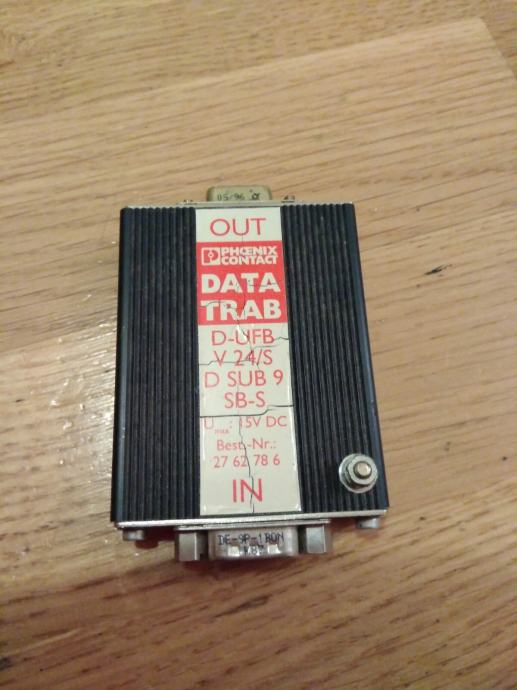 05/96
OUT
PHOENIX
CONTACT
DATA
TRAB
D-UFB
V 24/S
D SUB 9
SB-S
Umax: 15V DC
Best.-Nr.:
27 62 78 6
IN